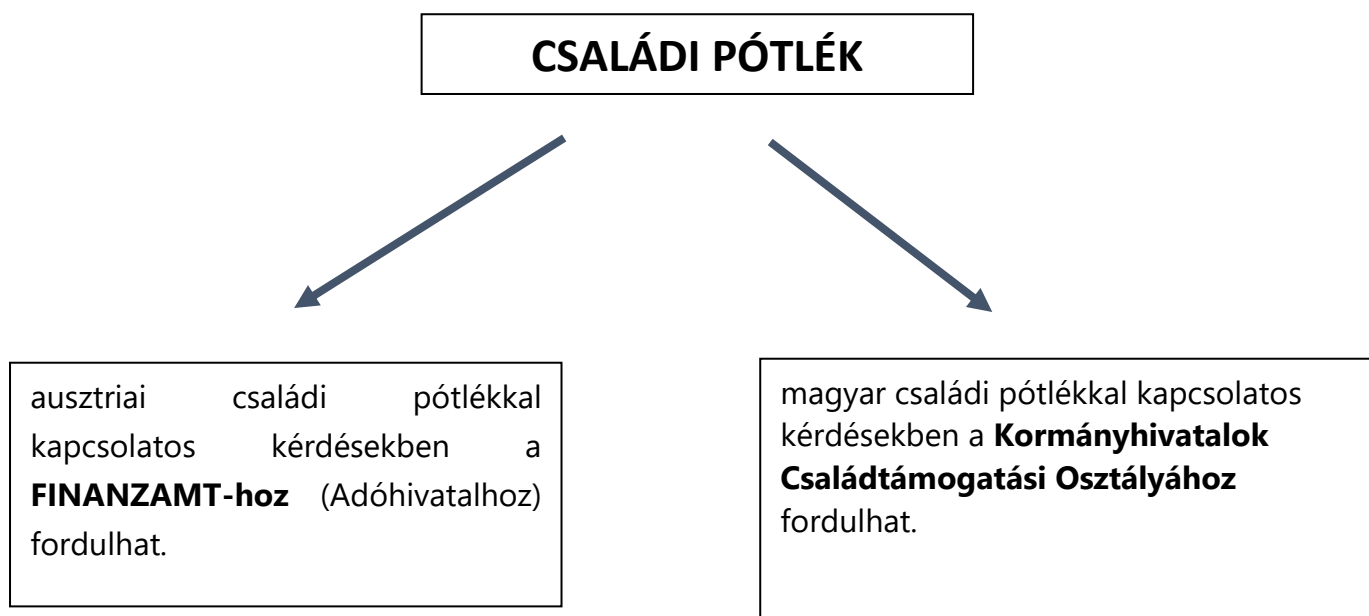 CSALÁDI PÓTLÉK
ausztriai családi pótlékkal
kapcsolatos kérdésekben a
FINANZAMT-hoz (Adóhivatalhoz)
fordulhat.
magyar családi pótlékkal kapcsolatos
kérdésekben a Kormányhivatalok
Családtámogatási Osztályához
fordulhat.